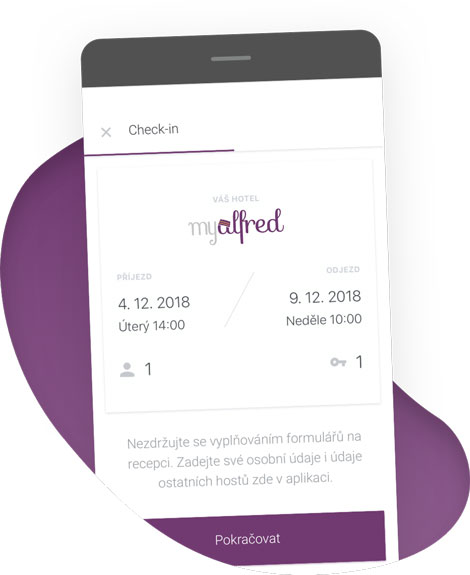 × Check-in
VÁŠ HOTEL
myalfred
PŘÍJEZD
ODJEZD
4. 12. 2018
9. 12. 2018
Úterý 14:00
Neděle 10:00
1
1
Nezdržujte se vyplňováním formulářů na
recepci. Zadejte své osobní údaje i údaje
ostatních hostů zde v aplikaci.
Pokračovat